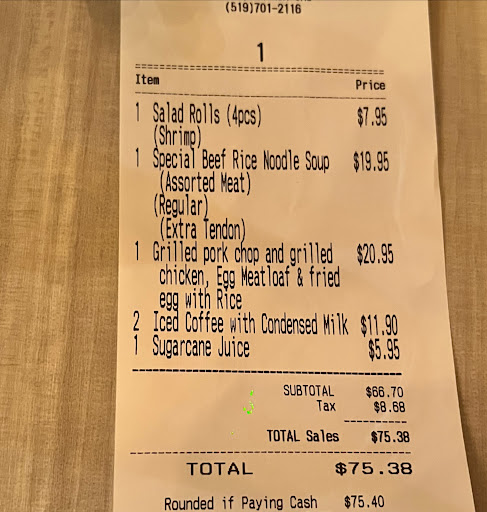 (519)701-2116
1
Item Price
1 Salad Rolls (4pcs) $7.95
(Shrimp)
1 Special Beef Rice Noodle Soup $19.95
(Assorted Meat)
(Regular)
(Extra Tendon)
1 Grilled pork chop and grilled $20.95
chicken, Egg Meatloaf & fried
egg with Rice
2 Iced Coffee with Condensed Milk $11.90
1 Sugarcane Juice $5.95
SUBTOTAL $66.70
Tax $8.68
TOTAL Sales $75.38
TOTAL $75.38
Rounded if Paying Cash $75.40